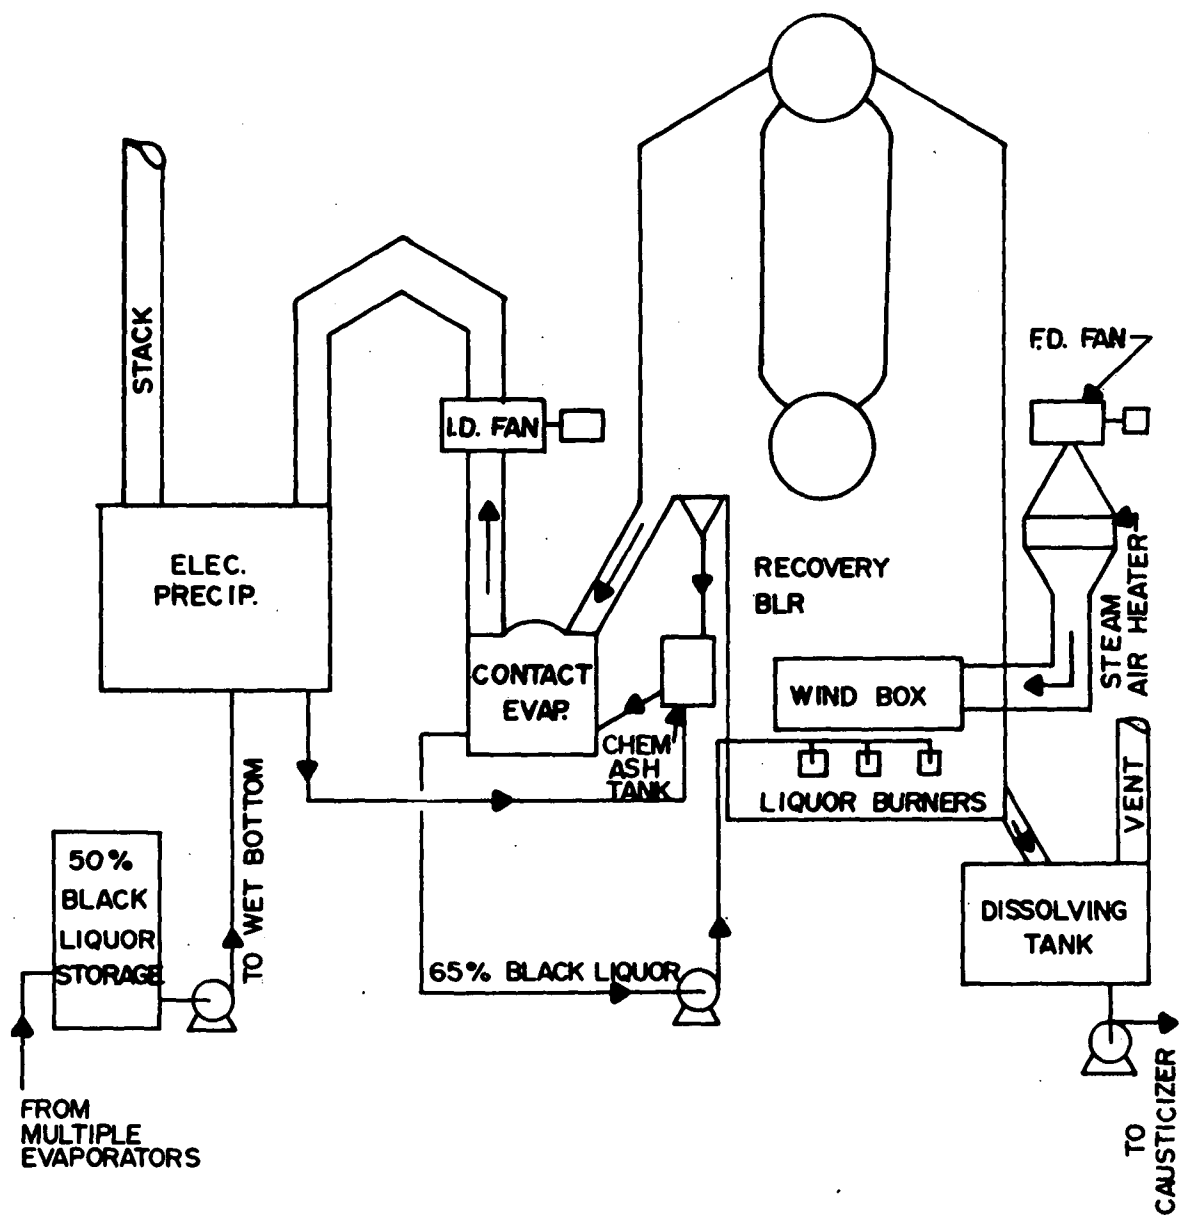 STACK
F.D. FAN
I.D. FAN
ELEC.
PRECIP.
RECOVERY
BLR
STEAM
AIR HEATER
CONTACT
EVAP.
WIND BOX
CHEM
ASH
TANK
LIQUOR BURNERS
VENT
TO WET BOTTOM
50%
BLACK
LIQUOR
STORAGE
DISSOLVING
TANK
65% BLACK LIQUOR
FROM
MULTIPLE
EVAPORATORS
TO
CAUSTICIZER